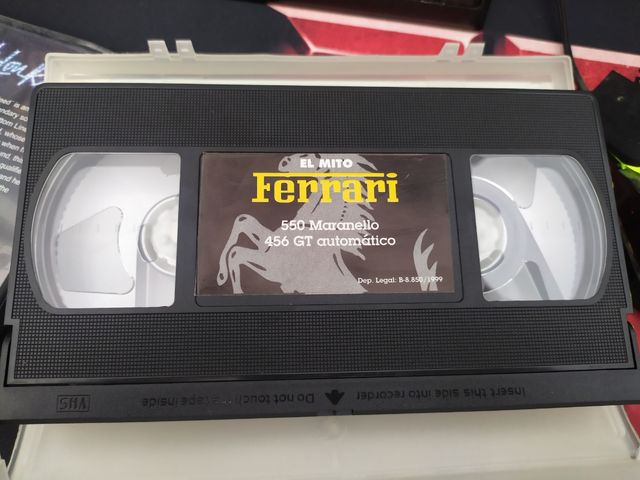 EL MITO
Ferrari
550 Maranello
456 GT automático
Dep. Legal: B-8.850/1999
Insert this side into recorder
Do not touch tape inside
VHS